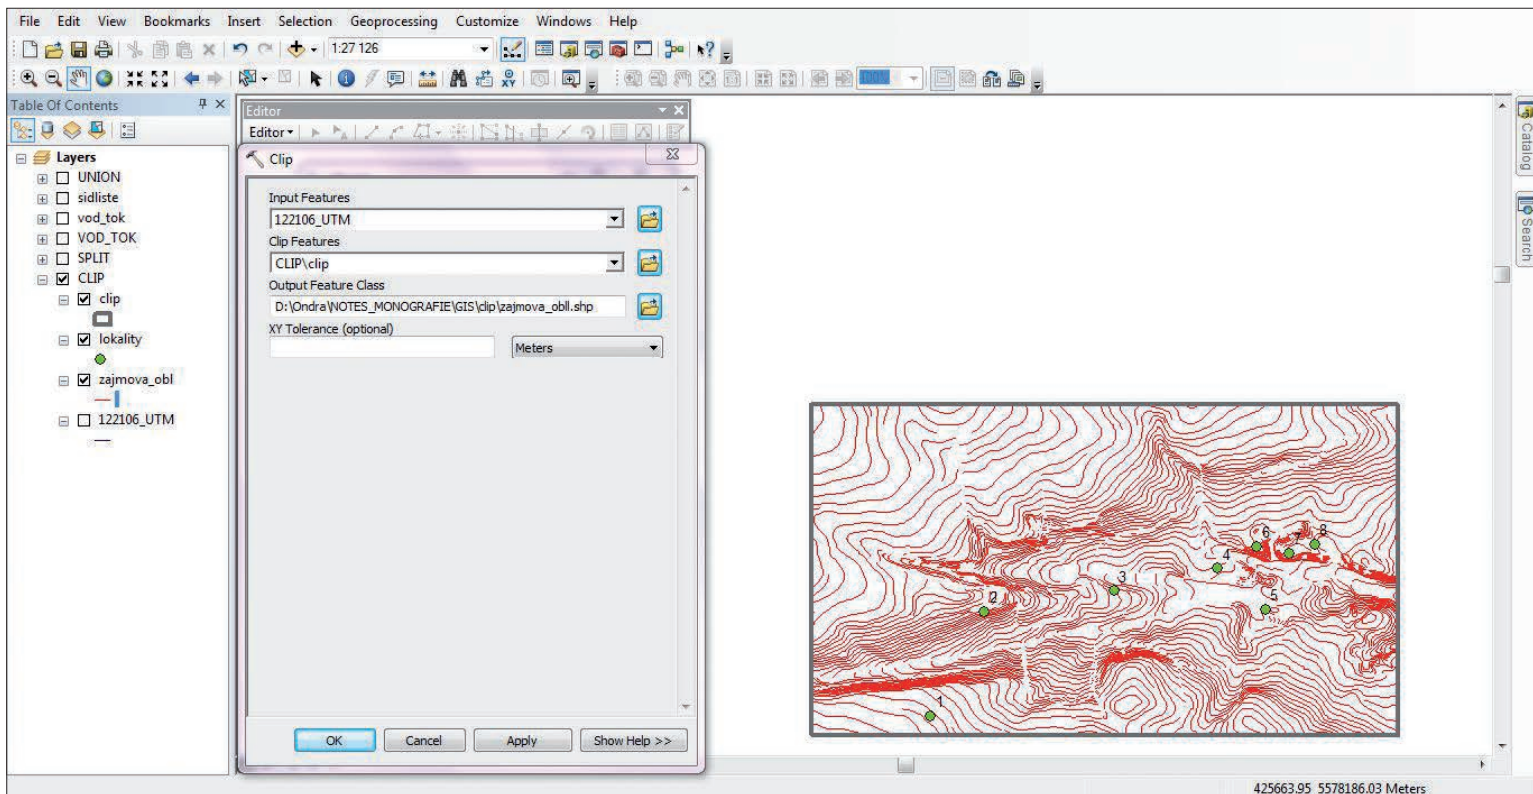 File Edit View Bookmarks Insert Selection Geoprocessing Customize Windows Help
1:27 126
100%
Table Of Contents
Layers
UNION
sidliste
vod_tok
VOD_TOK
SPLIT
CLIP
clip
lokality
zajmova_obl
122106_UTM
Editor
Editor
Clip
Input Features
122106_UTM
Clip Features
CLIP\clip
Output Feature Class
D:\Ondra\NOTES_MONOGRAFIE\GIS\clip\zajmova_obll.shp
XY Tolerance (optional)
Meters
OK Cancel Apply Show Help >>
Catalog
Search
6
7
8
4
3
2
5
1
425663.95 5578186.03 Meters